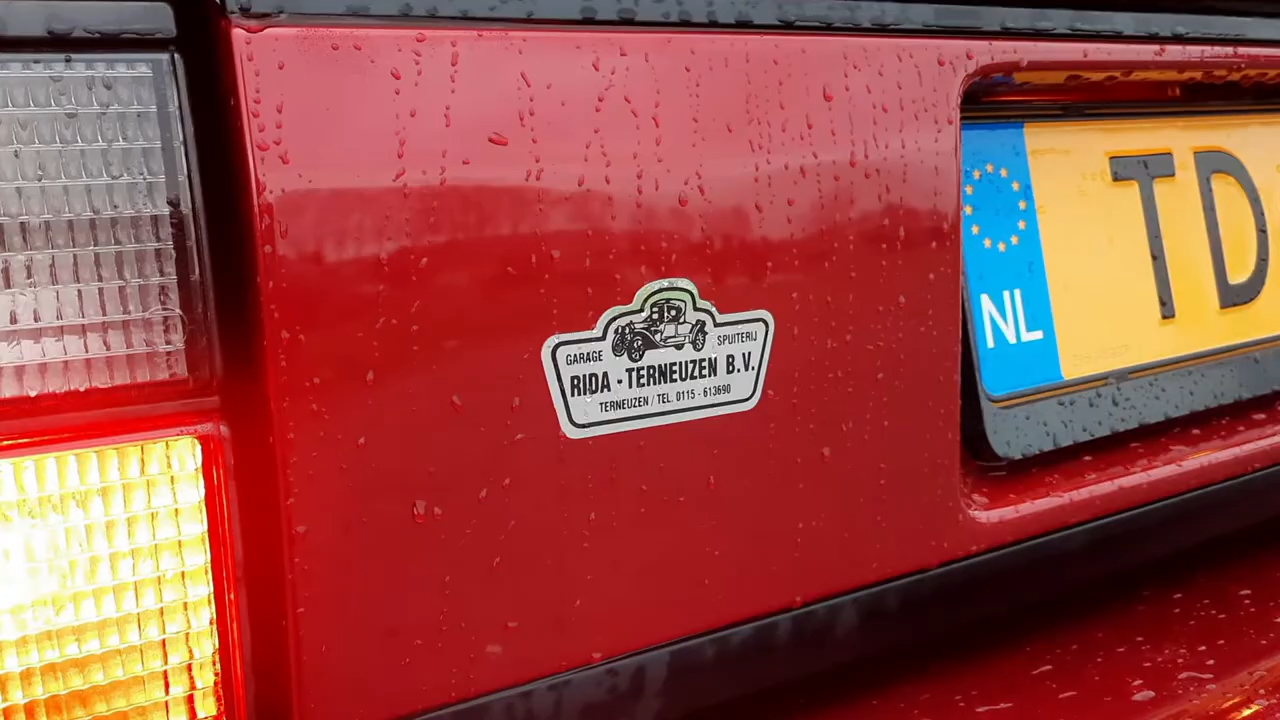 GARAGE SPUITERIJ
RIDA - TERNEUZEN B.V.
TERNEUZEN / TEL. 0115 - 613690
NL TD